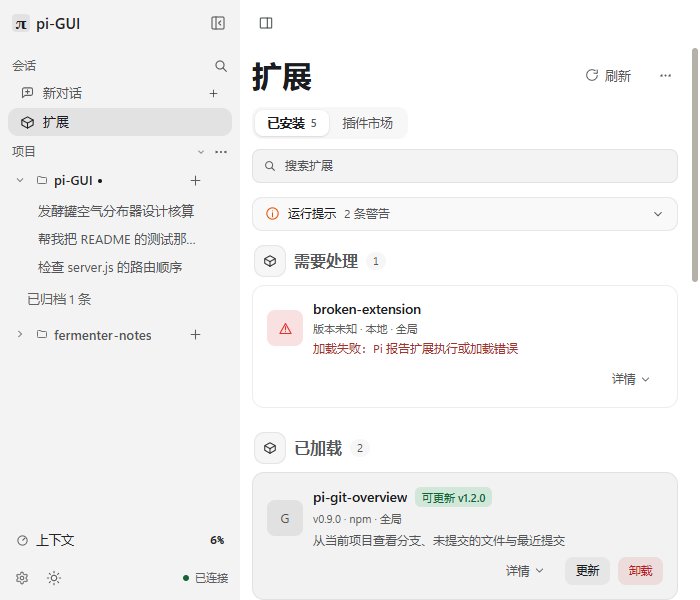 π pi-GUI
会话
新对话
扩展
项目
pi-GUI
发酵罐空气分布器设计核算
帮我把 README 的测试那...
检查 server.js 的路由顺序
已归档 1 条
fermenter-notes
上下文 6%
已连接
扩展
刷新
已安装 5 插件市场
搜索扩展
运行提示 2 条警告
需要处理 1
broken-extension
版本未知 · 本地 · 全局
加载失败：Pi 报告扩展执行或加载错误
详情
已加载 2
pi-git-overview 可更新 v1.2.0
G
v0.9.0 · npm · 全局
从当前项目查看分支、未提交的文件与最近提交
详情 更新 卸载